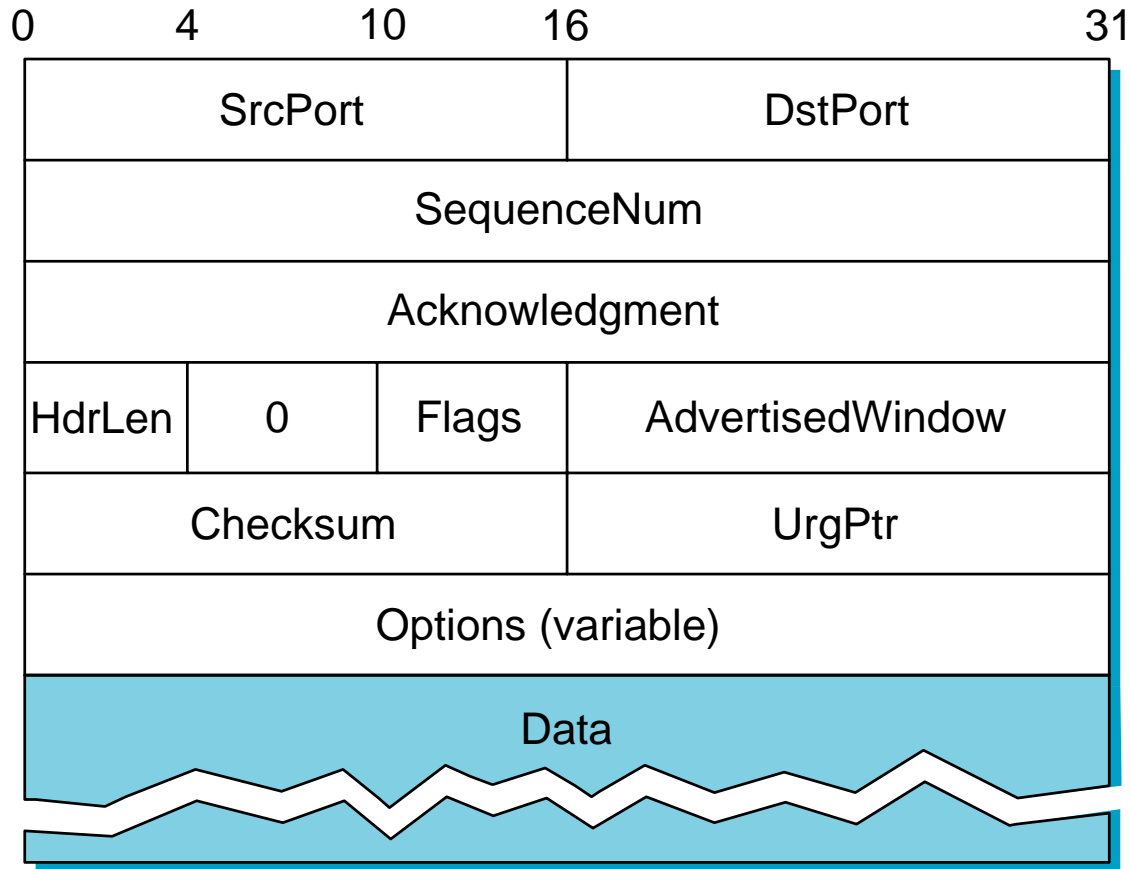 0 4 10 16 31
SrcPort DstPort
SequenceNum
Acknowledgment
HdrLen 0 Flags AdvertisedWindow
Checksum UrgPtr
Options (variable)
Data